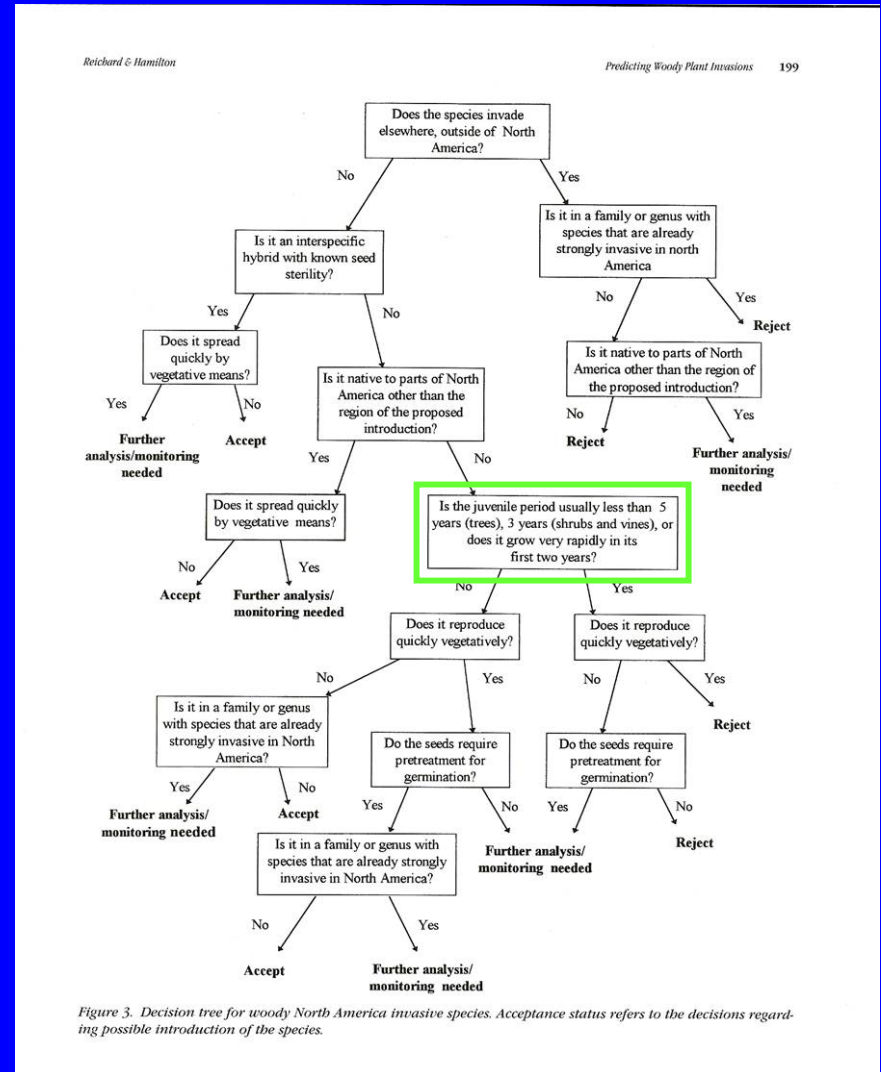 Reichard & Hamilton
Predicting Woody Plant Invasions 199
Does the species invade
elsewhere, outside of North
America?
No
Yes
Is it an interspecific
hybrid with known seed
sterility?
Is it in a family or genus with
species that are already
strongly invasive in north
America
Yes
No
No
Yes
Reject
Does it spread
quickly by
vegetative means?
Is it native to parts of North
America other than the
region of the proposed
introduction?
Is it native to parts of North
America other than the region of
the proposed introduction?
Yes
No
Further
analysis/monitoring
needed
Accept
No
Yes
Reject
Further analysis/
monitoring
needed
Yes
No
Does it spread quickly
by vegetative means?
Is the juvenile period usually less than 5
years (trees), 3 years (shrubs and vines), or
does it grow very rapidly in its
first two years?
No
Yes
Accept
Further analysis/
monitoring needed
No
Yes
Does it reproduce
quickly vegetatively?
Does it reproduce
quickly vegetatively?
No
Yes
No
Yes
Reject
Is it in a family or genus
with species that are already
strongly invasive in North
America?
Do the seeds require
pretreatment for
germination?
Do the seeds require
pretreatment for
germination?
Yes
No
Further analysis/
monitoring needed
Accept
Yes
No
Yes
No
Further analysis/
monitoring needed
Reject
Is it in a family or genus with
species that are already strongly
invasive in North America?
No
Yes
Accept
Further analysis/
monitoring needed
Figure 3. Decision tree for woody North America invasive species. Acceptance status refers to the decisions regard-
ing possible introduction of the species.